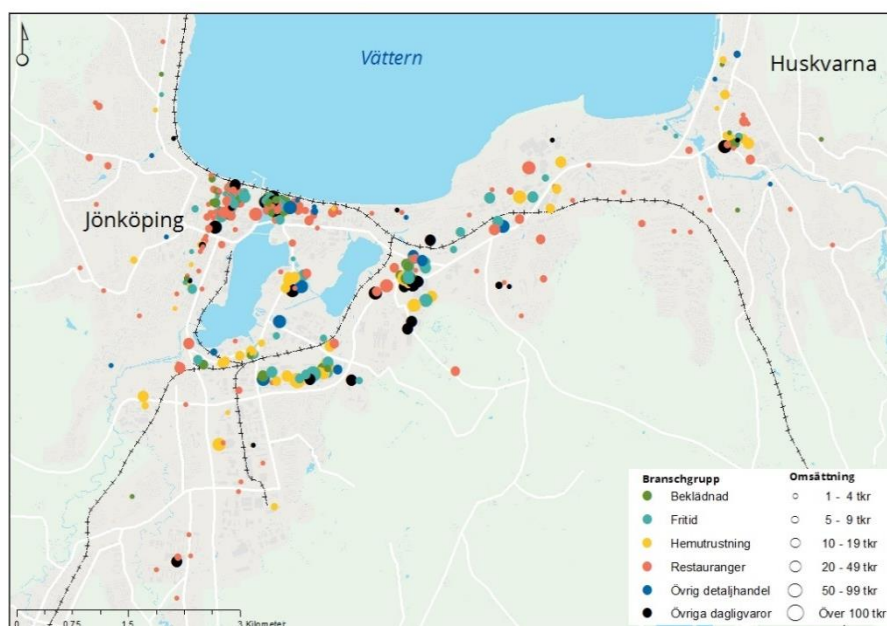 Vättern
Huskvarna
Jönköping
Branschgrupp Omsättning
Beklädnad 1 - 4 tkr
Fritid 5 - 9 tkr
Hemutrustning 10 - 19 tkr
Restauranger 20 - 49 tkr
Övrig detaljhandel 50 - 99 tkr
Övriga dagligvaror Över 100 tkr
0 0.75 1.5 3 Kilometer